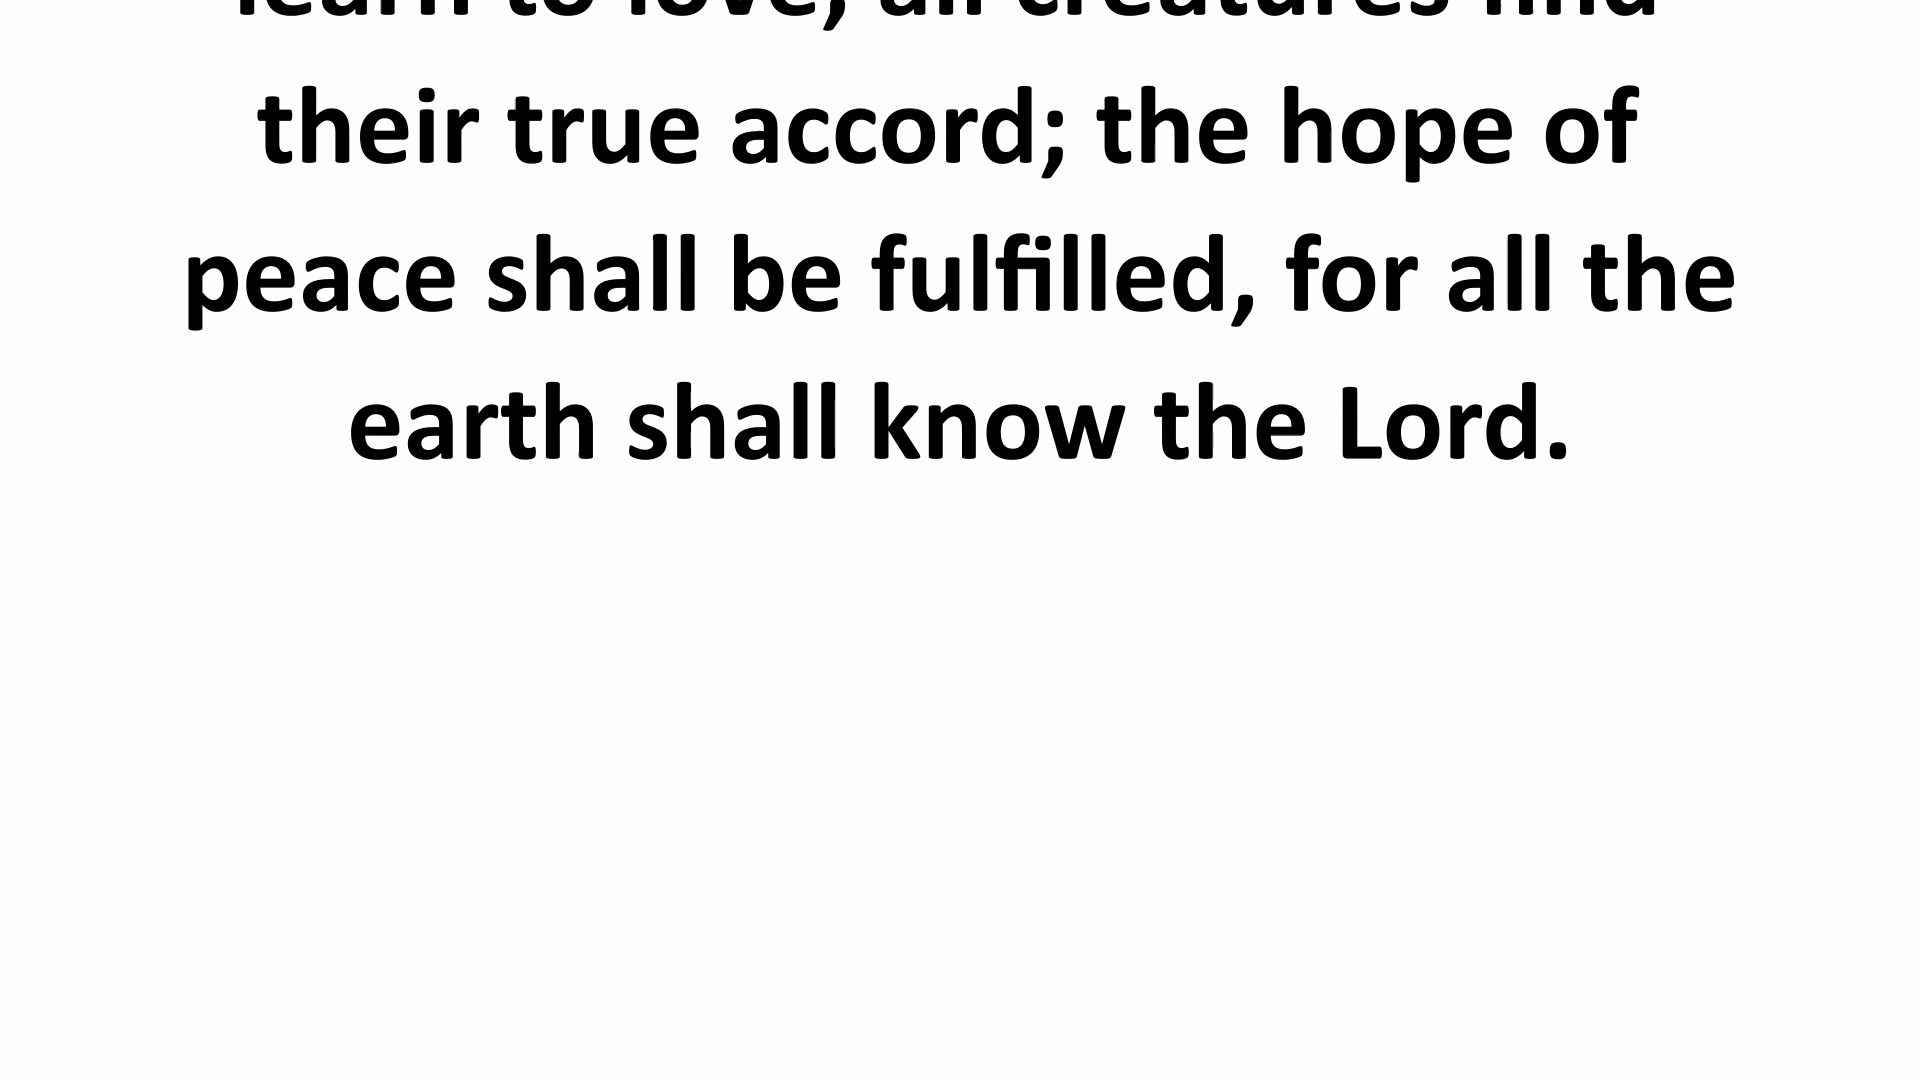 learn to love, all creatures find
their true accord; the hope of
peace shall be fulfilled, for all the
earth shall know the Lord.